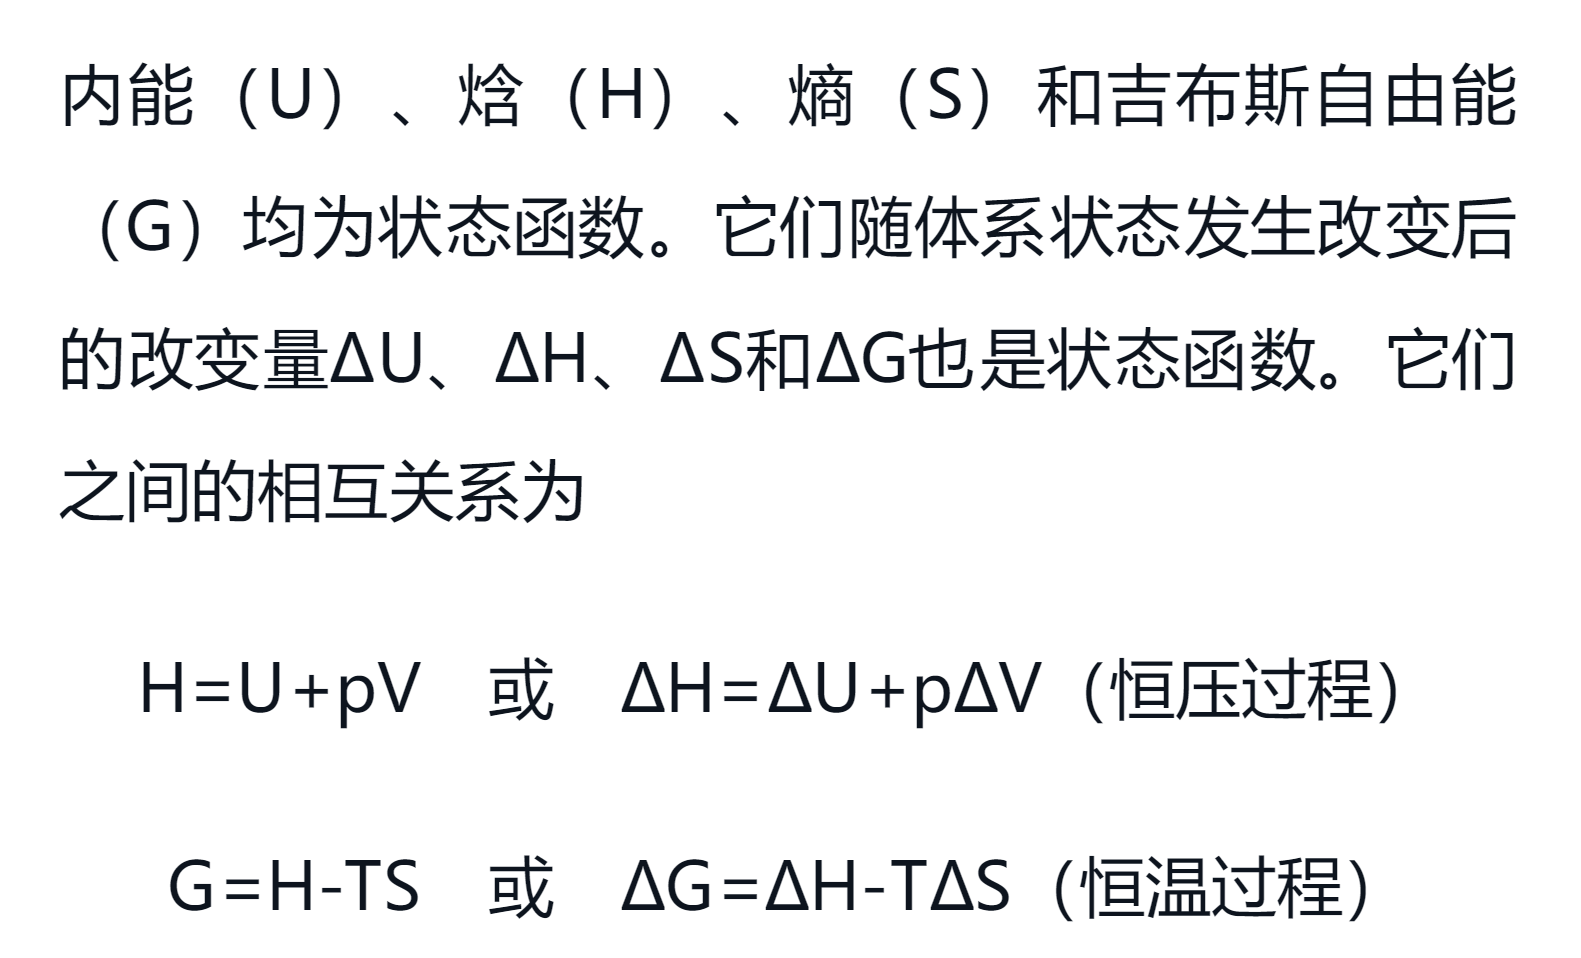 内能（U）、焓（H）、熵（S）和吉布斯自由能
（G）均为状态函数。它们随体系状态发生改变后
的改变量ΔU、ΔH、ΔS和ΔG也是状态函数。它们
之间的相互关系为
H=U+pV 或 ΔH=ΔU+pΔV（恒压过程）
G=H-TS 或 ΔG=ΔH-TΔS（恒温过程）